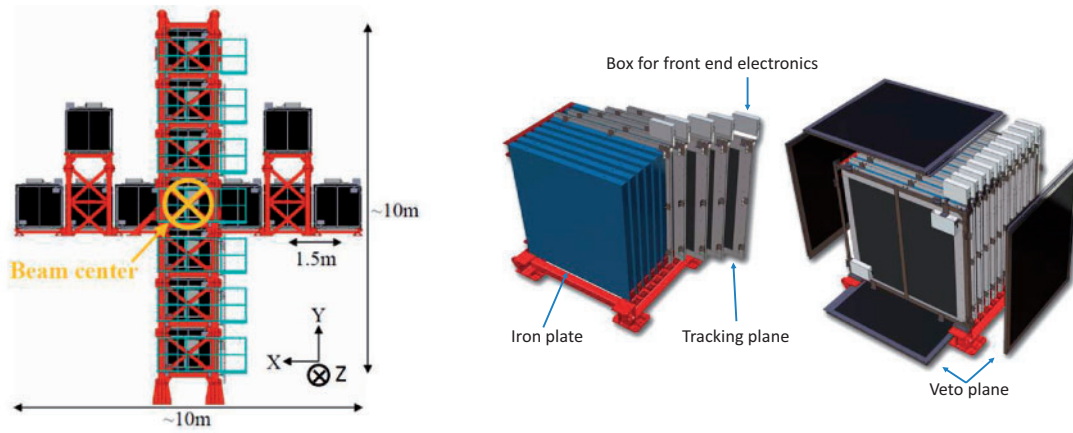 ~10m
Beam center
1.5m
Y
X
Z
~10m
Box for front end electronics
Iron plate
Tracking plane
Veto plane